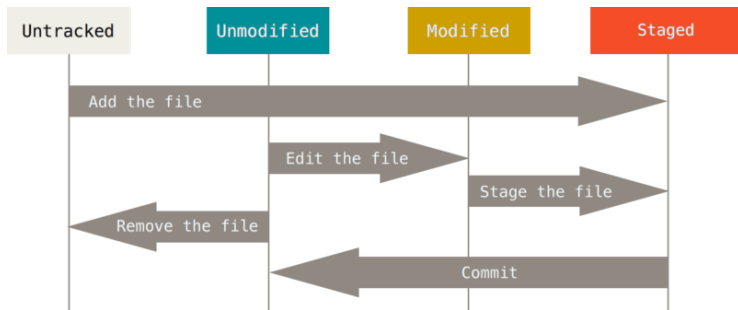 Untracked
Unmodified
Modified
Staged
Add the file
Edit the file
Stage the file
Remove the file
Commit